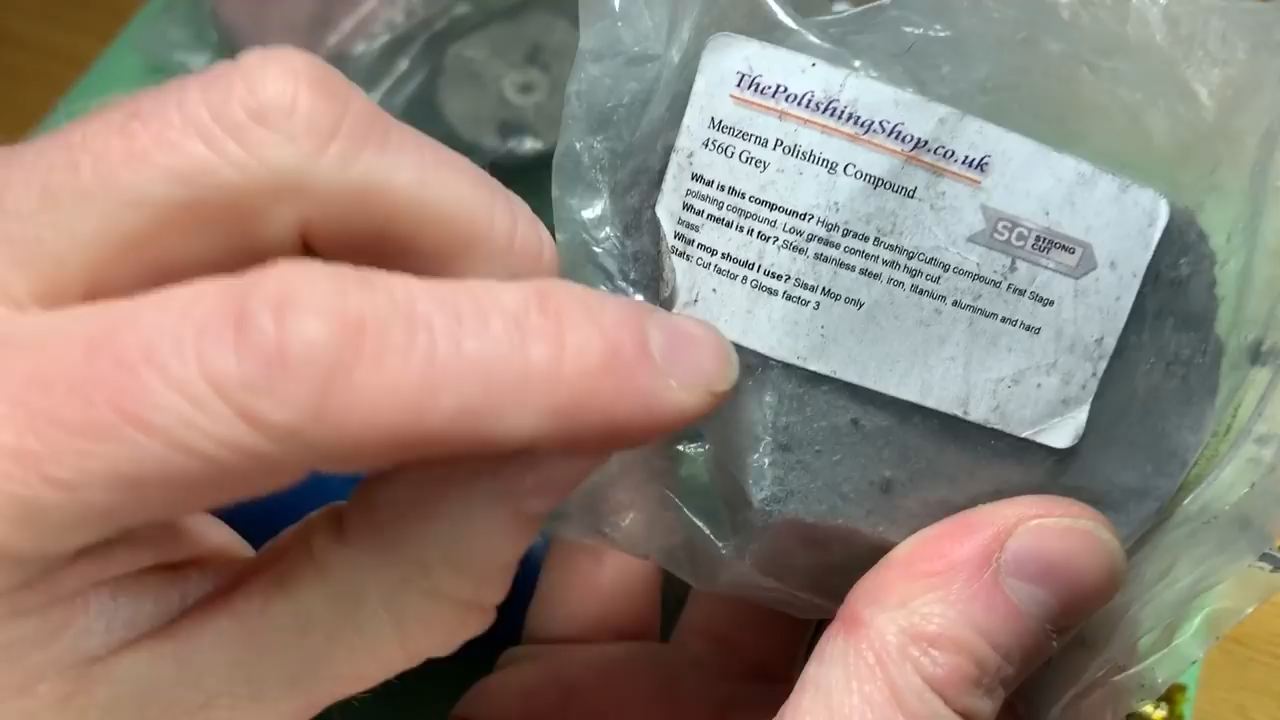 ThePolishingShop.co.uk
Menzerna Polishing Compound
456G Grey
What is this compound? High grade Brushing/Cutting compound. First Stage
polishing compound. Low grease content with high cut.
What metal is it for? Steel, stainless steel, iron, titanium, aluminium and hard
brass.
What mop should I use? Sisal Mop only
Stats: Cut factor 8 Gloss factor 3
SC STRONG
CUT